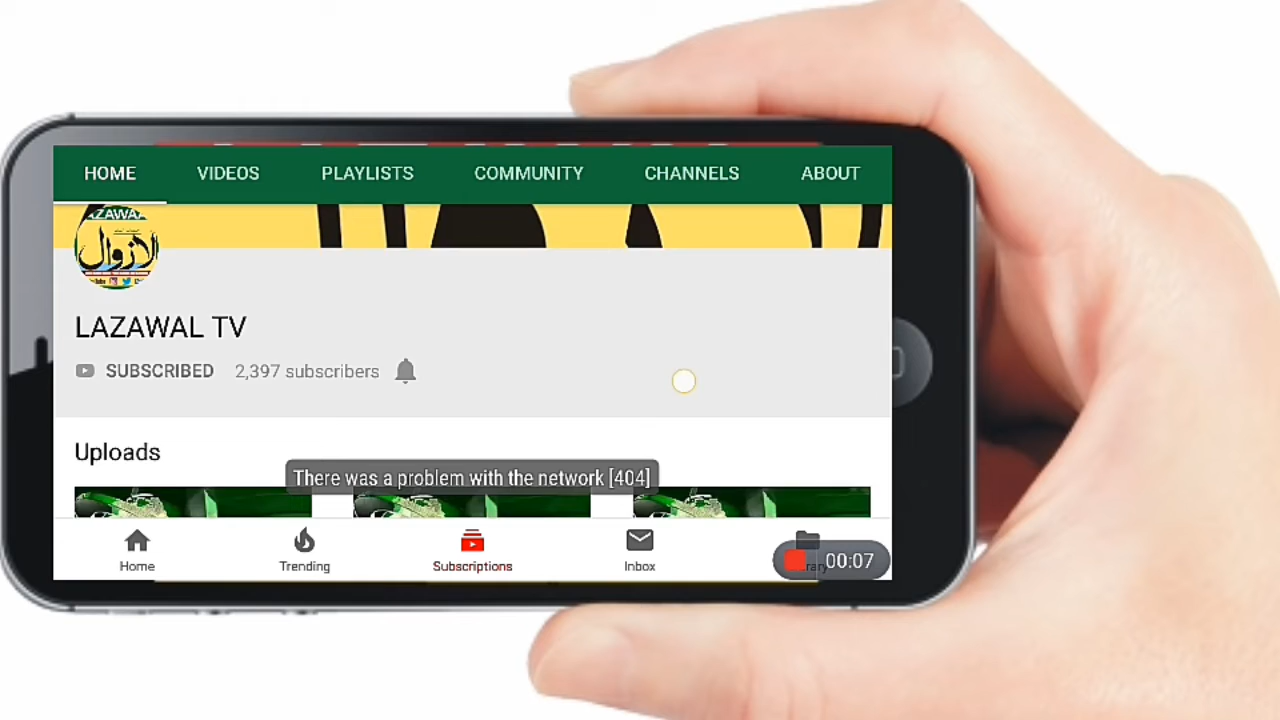 HOME VIDEOS PLAYLISTS COMMUNITY CHANNELS ABOUT
LAZAWAL
لازوال
LAZAWAL TV
SUBSCRIBED 2,397 subscribers
Uploads
There was a problem with the network [404]
Home Trending Subscriptions Inbox
00:07